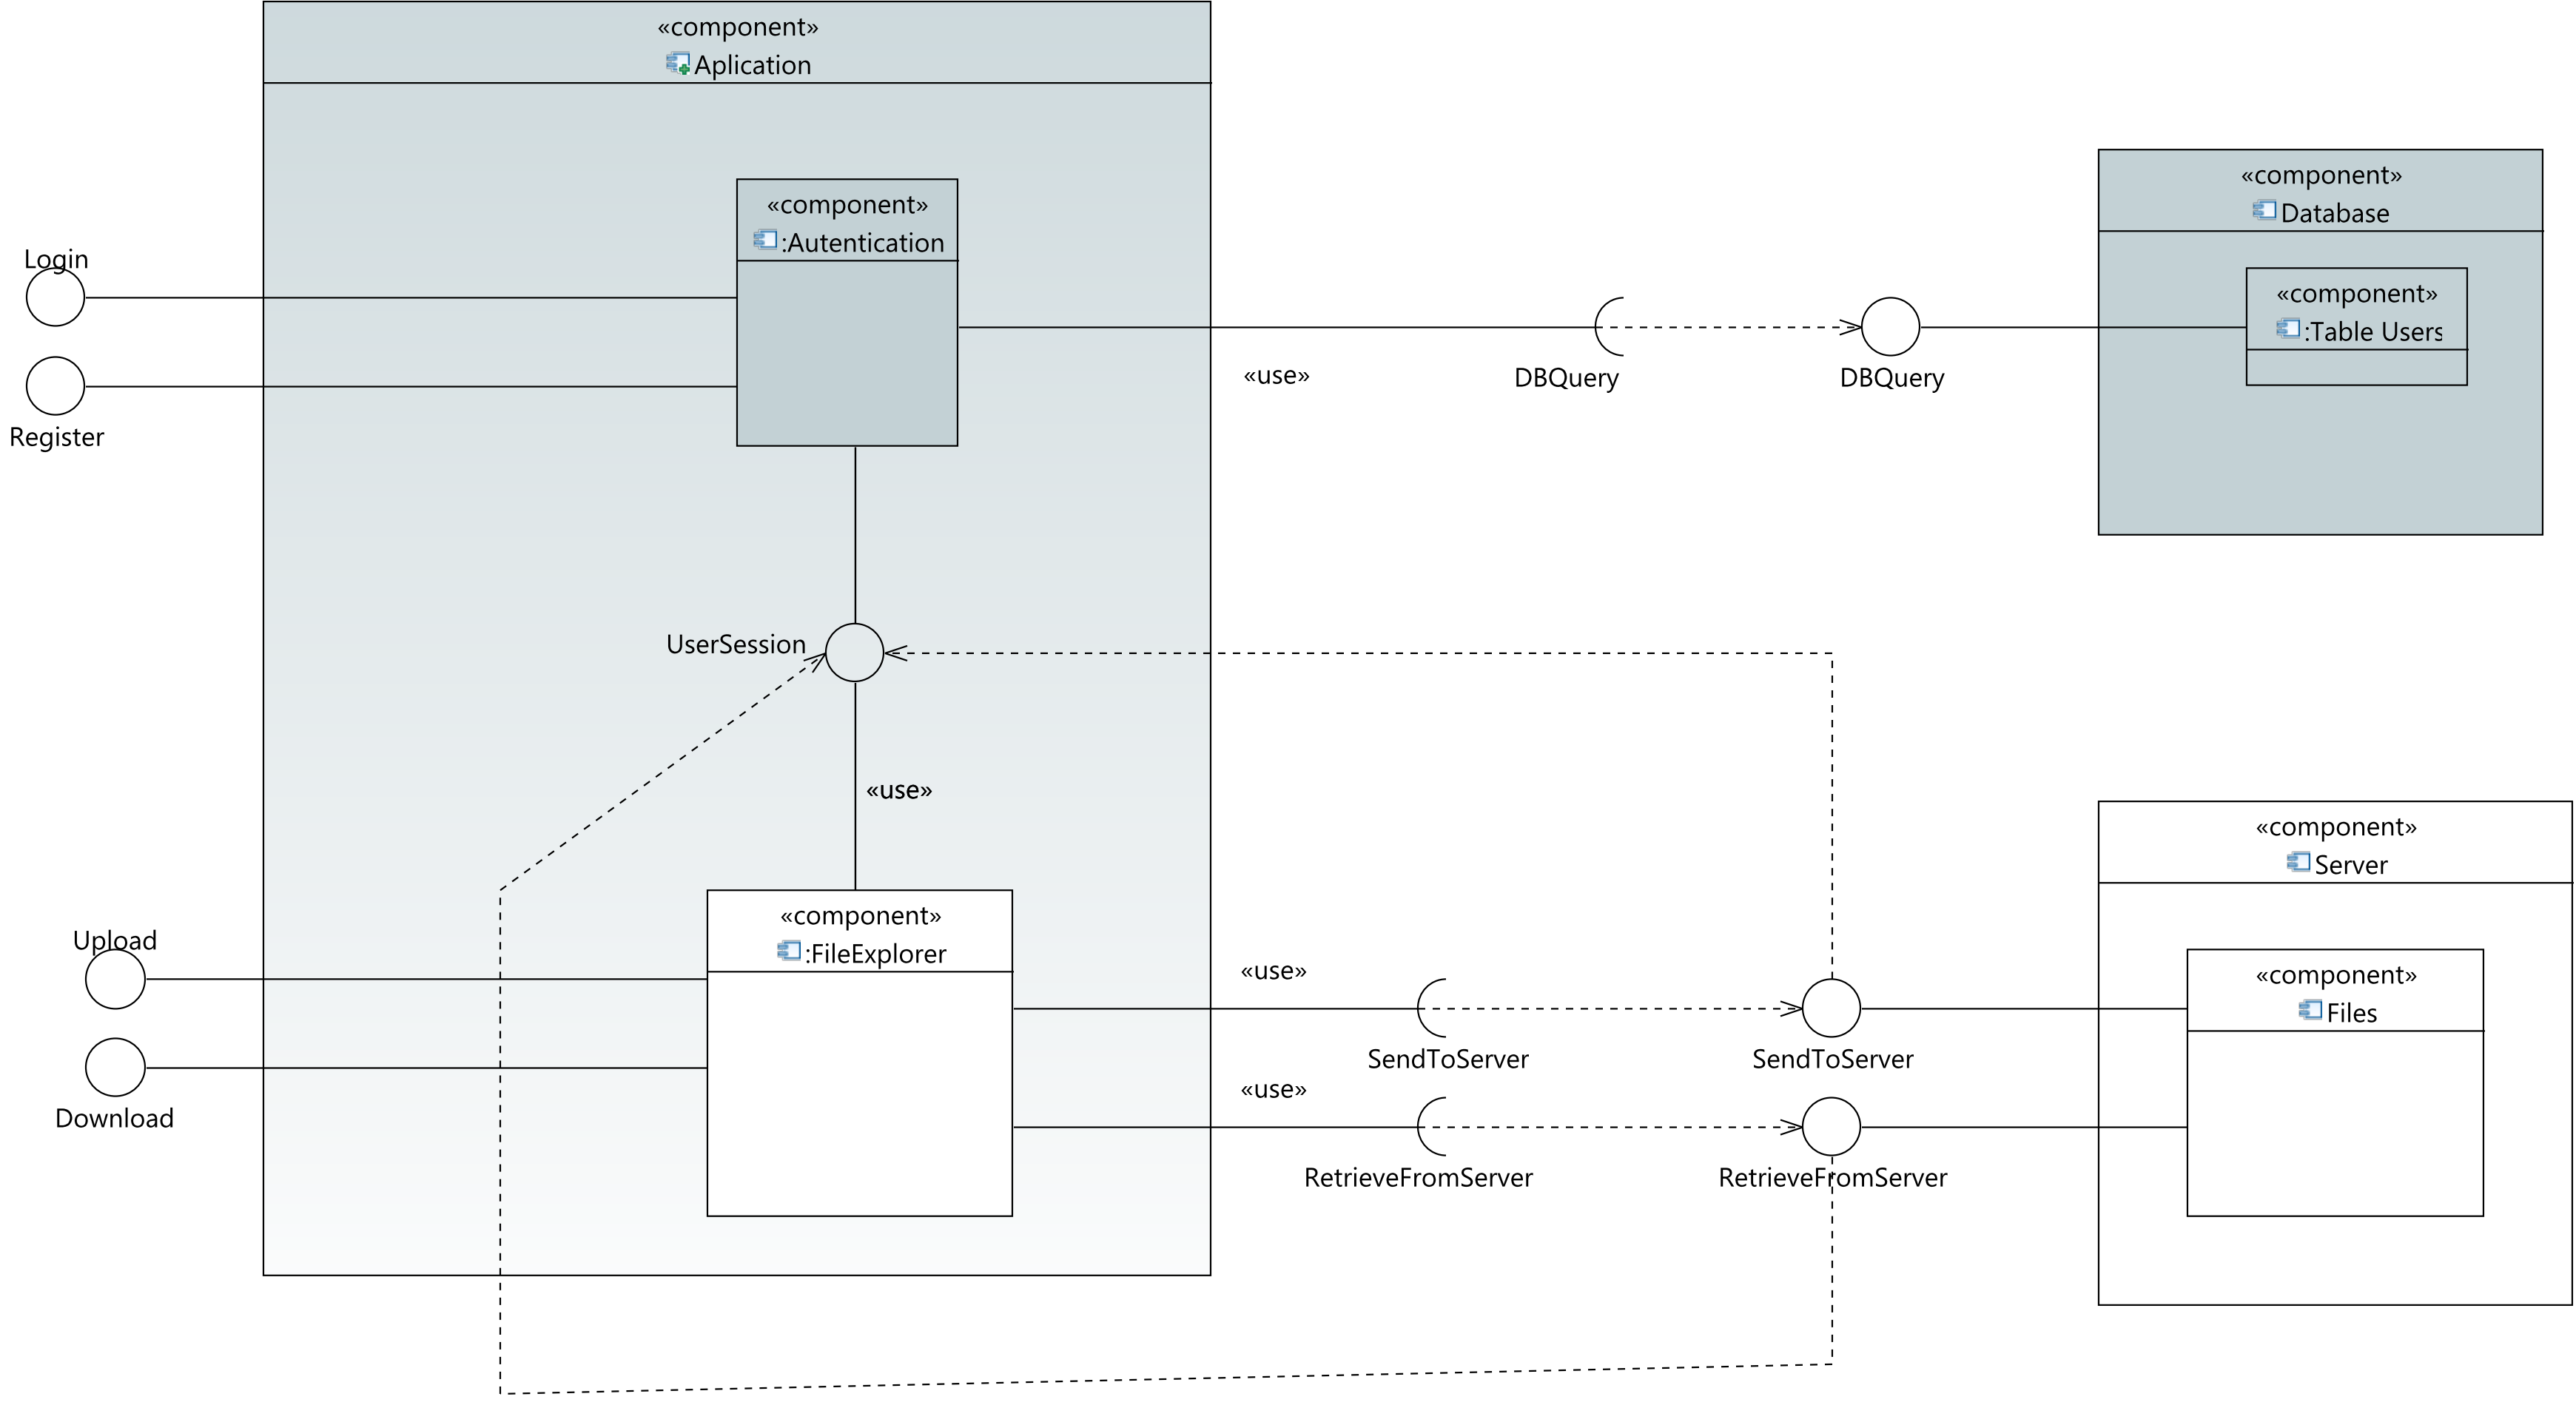 «component»
Aplication
«component»
:Autentication
Login
Register
«use»
DBQuery
DBQuery
«component»
Database
«component»
:Table Users
UserSession
«use»
«component»
:FileExplorer
Upload
Download
«use»
SendToServer
SendToServer
«use»
RetrieveFromServer
RetrieveFromServer
«component»
Server
«component»
Files